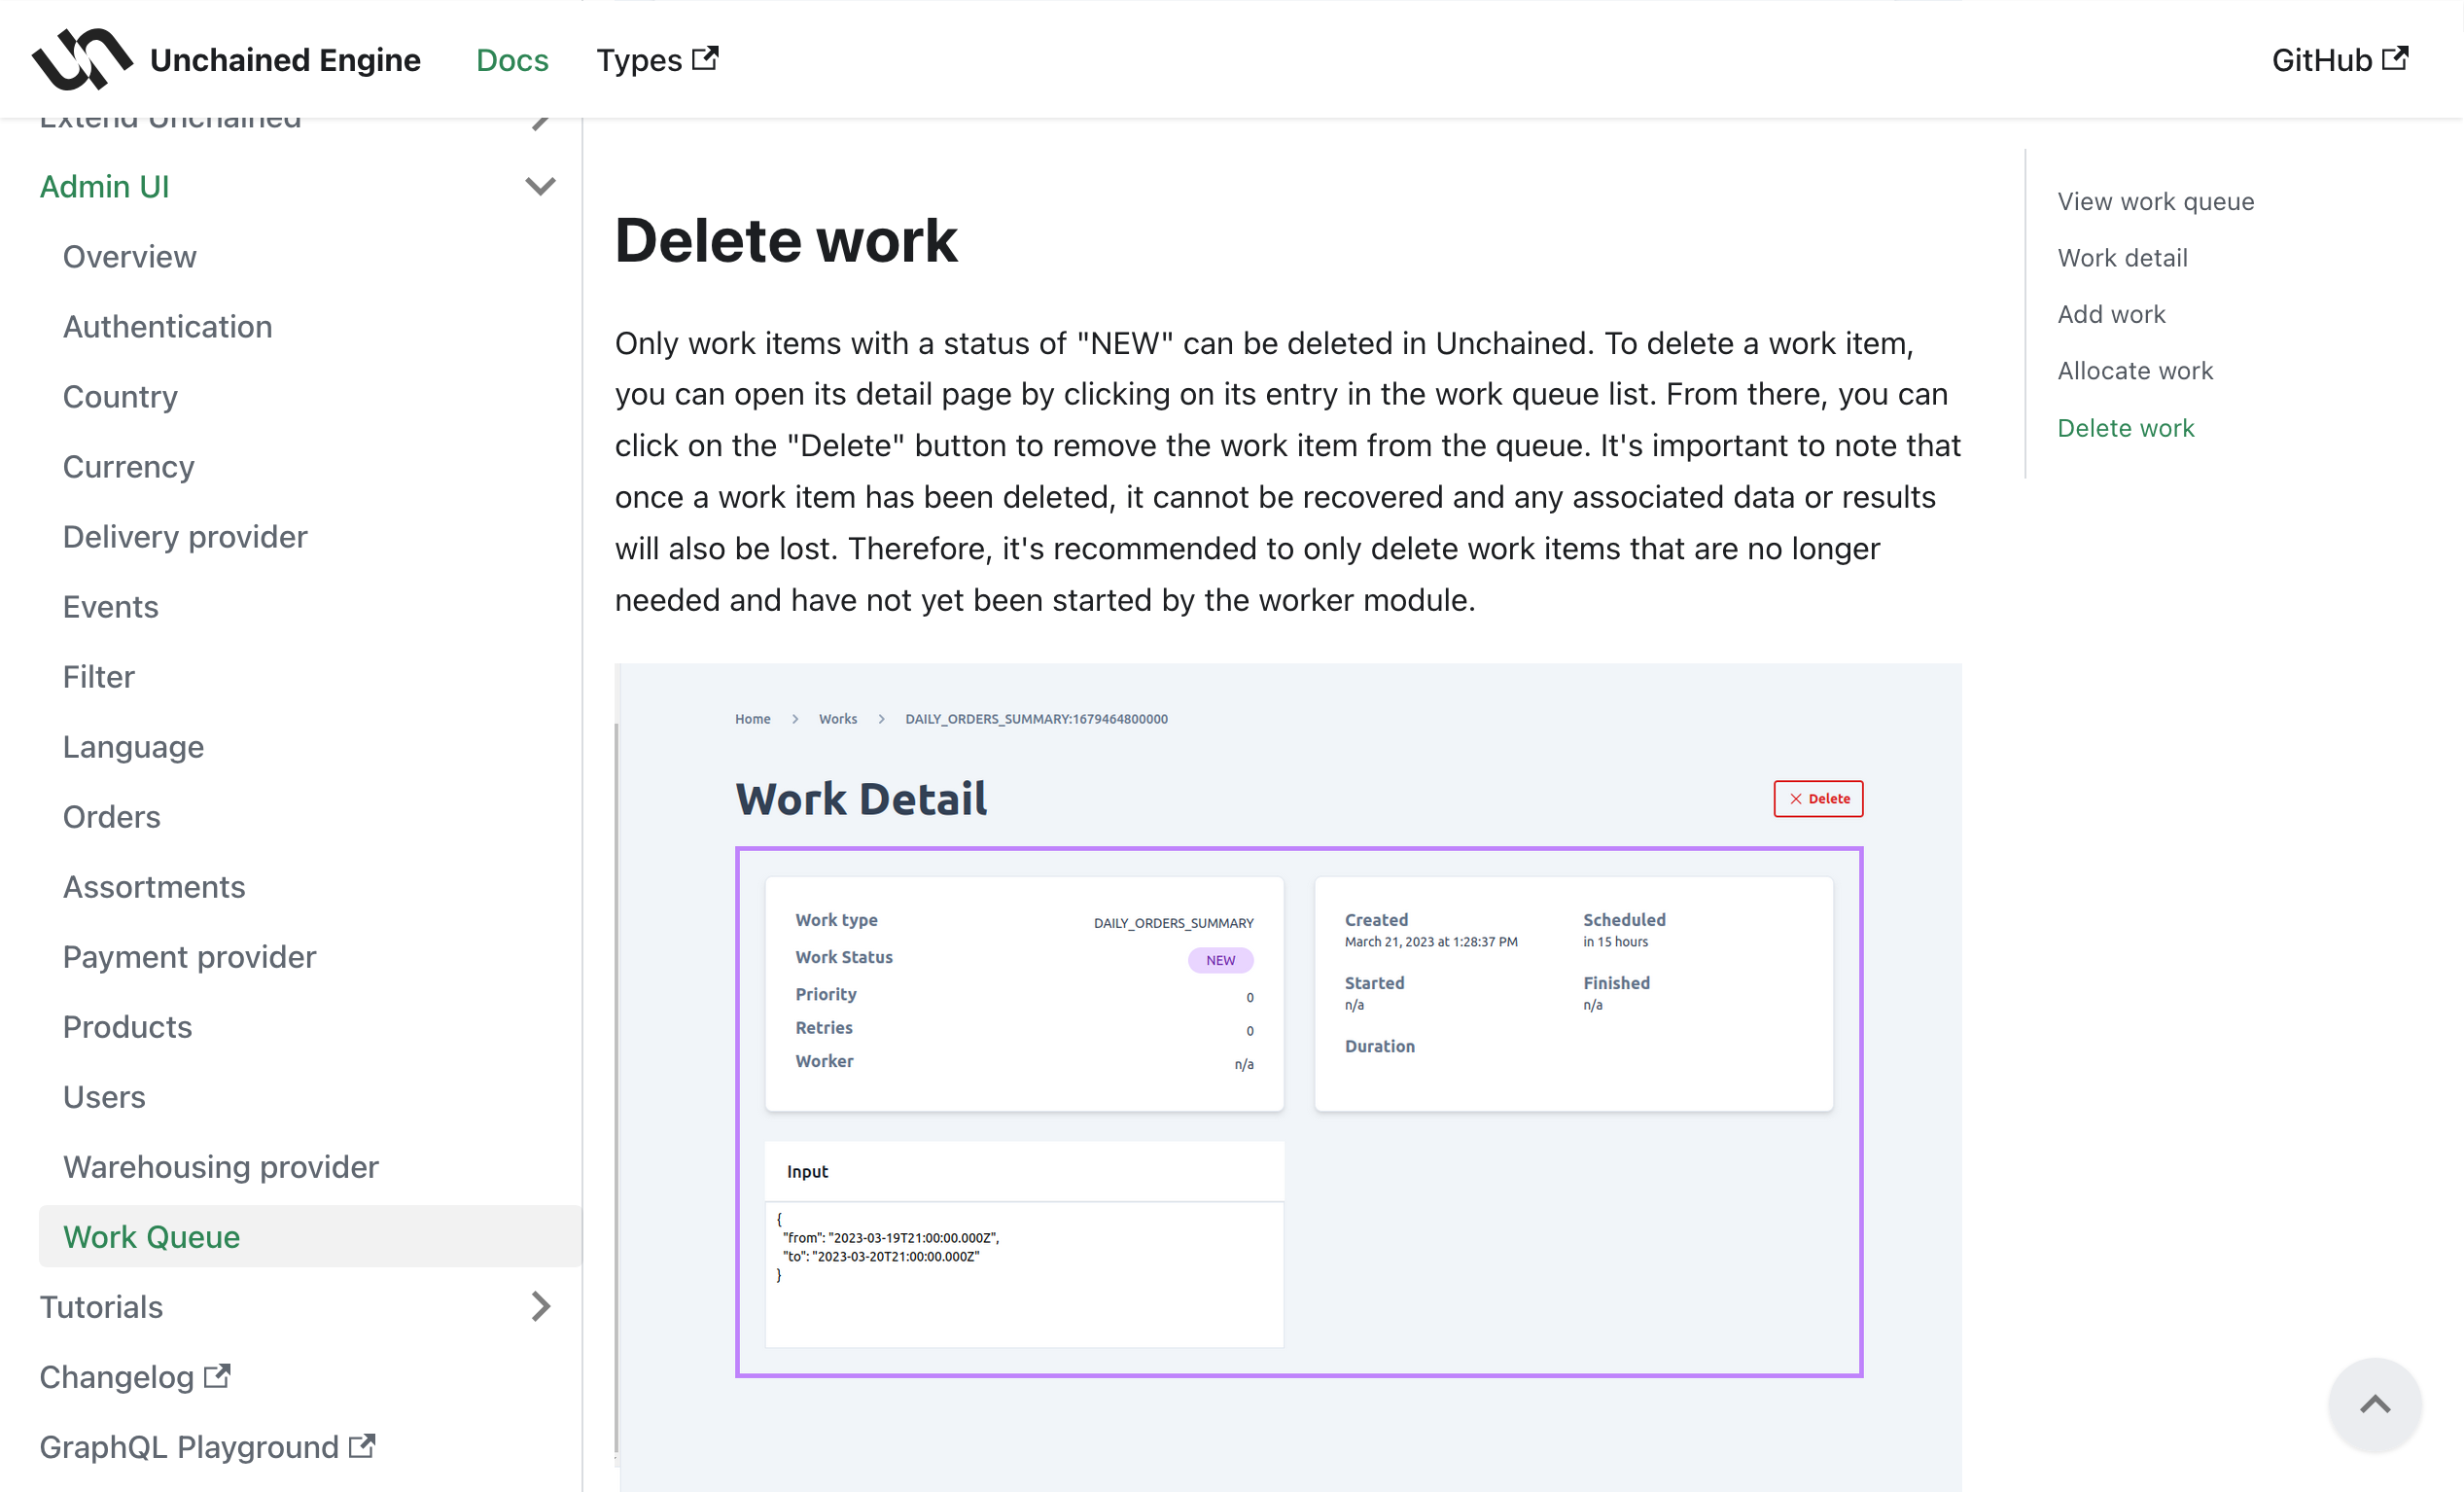 Unchained Engine
Docs
Types
GitHub
Extend Unchained
Admin UI
Overview
Authentication
Country
Currency
Delivery provider
Events
Filter
Language
Orders
Assortments
Payment provider
Products
Users
Warehousing provider
Work Queue
Tutorials
Changelog
GraphQL Playground
Delete work
Only work items with a status of "NEW" can be deleted in Unchained. To delete a work item,
you can open its detail page by clicking on its entry in the work queue list. From there, you can
click on the "Delete" button to remove the work item from the queue. It's important to note that
once a work item has been deleted, it cannot be recovered and any associated data or results
will also be lost. Therefore, it's recommended to only delete work items that are no longer
needed and have not yet been started by the worker module.
Home
Works
DAILY_ORDERS_SUMMARY:1679464800000
Work Detail
Delete
Work type
DAILY_ORDERS_SUMMARY
Work Status
NEW
Priority
0
Retries
0
Worker
n/a
Created
March 21, 2023 at 1:28:37 PM
Scheduled
in 15 hours
Started
n/a
Finished
n/a
Duration
Input
{
"from": "2023-03-19T21:00:00.000Z",
"to": "2023-03-20T21:00:00.000Z"
}
View work queue
Work detail
Add work
Allocate work
Delete work